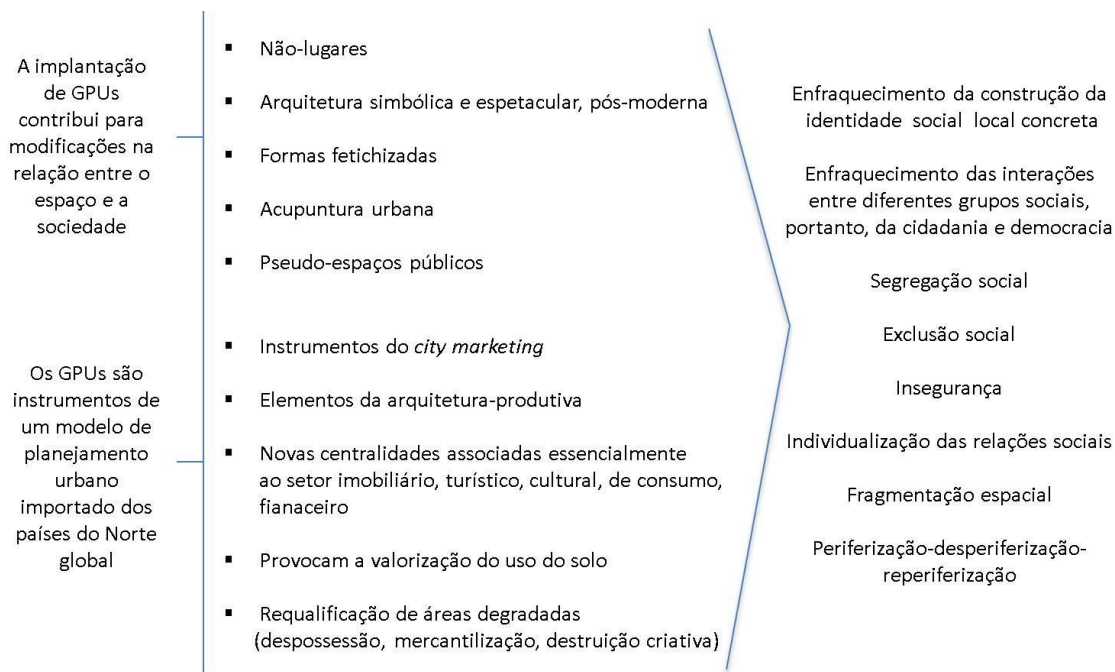 A implantação
de GPUs
contribui para
modificações na
relação entre o
espaço e a
sociedade
Os GPUs são
instrumentos de
um modelo de
planejamento
urbano
importado dos
países do Norte
global
▪ Não-lugares
▪ Arquitetura simbólica e espetacular, pós-moderna
▪ Formas fetichizadas
▪ Acupuntura urbana
▪ Pseudo-espaços públicos
▪ Instrumentos do city marketing
▪ Elementos da arquitetura-produtiva
▪ Novas centralidades associadas essencialmente
ao setor imobiliário, turístico, cultural, de consumo,
fianaceiro
▪ Provocam a valorização do uso do solo
▪ Requalificação de áreas degradadas
(despossessão, mercantilização, destruição criativa)
Enfraquecimento da construção da
identidade social local concreta
Enfraquecimento das interações
entre diferentes grupos sociais,
portanto, da cidadania e democracia
Segregação social
Exclusão social
Insegurança
Individualização das relações sociais
Fragmentação espacial
Periferização-desperiferização-
reperiferização